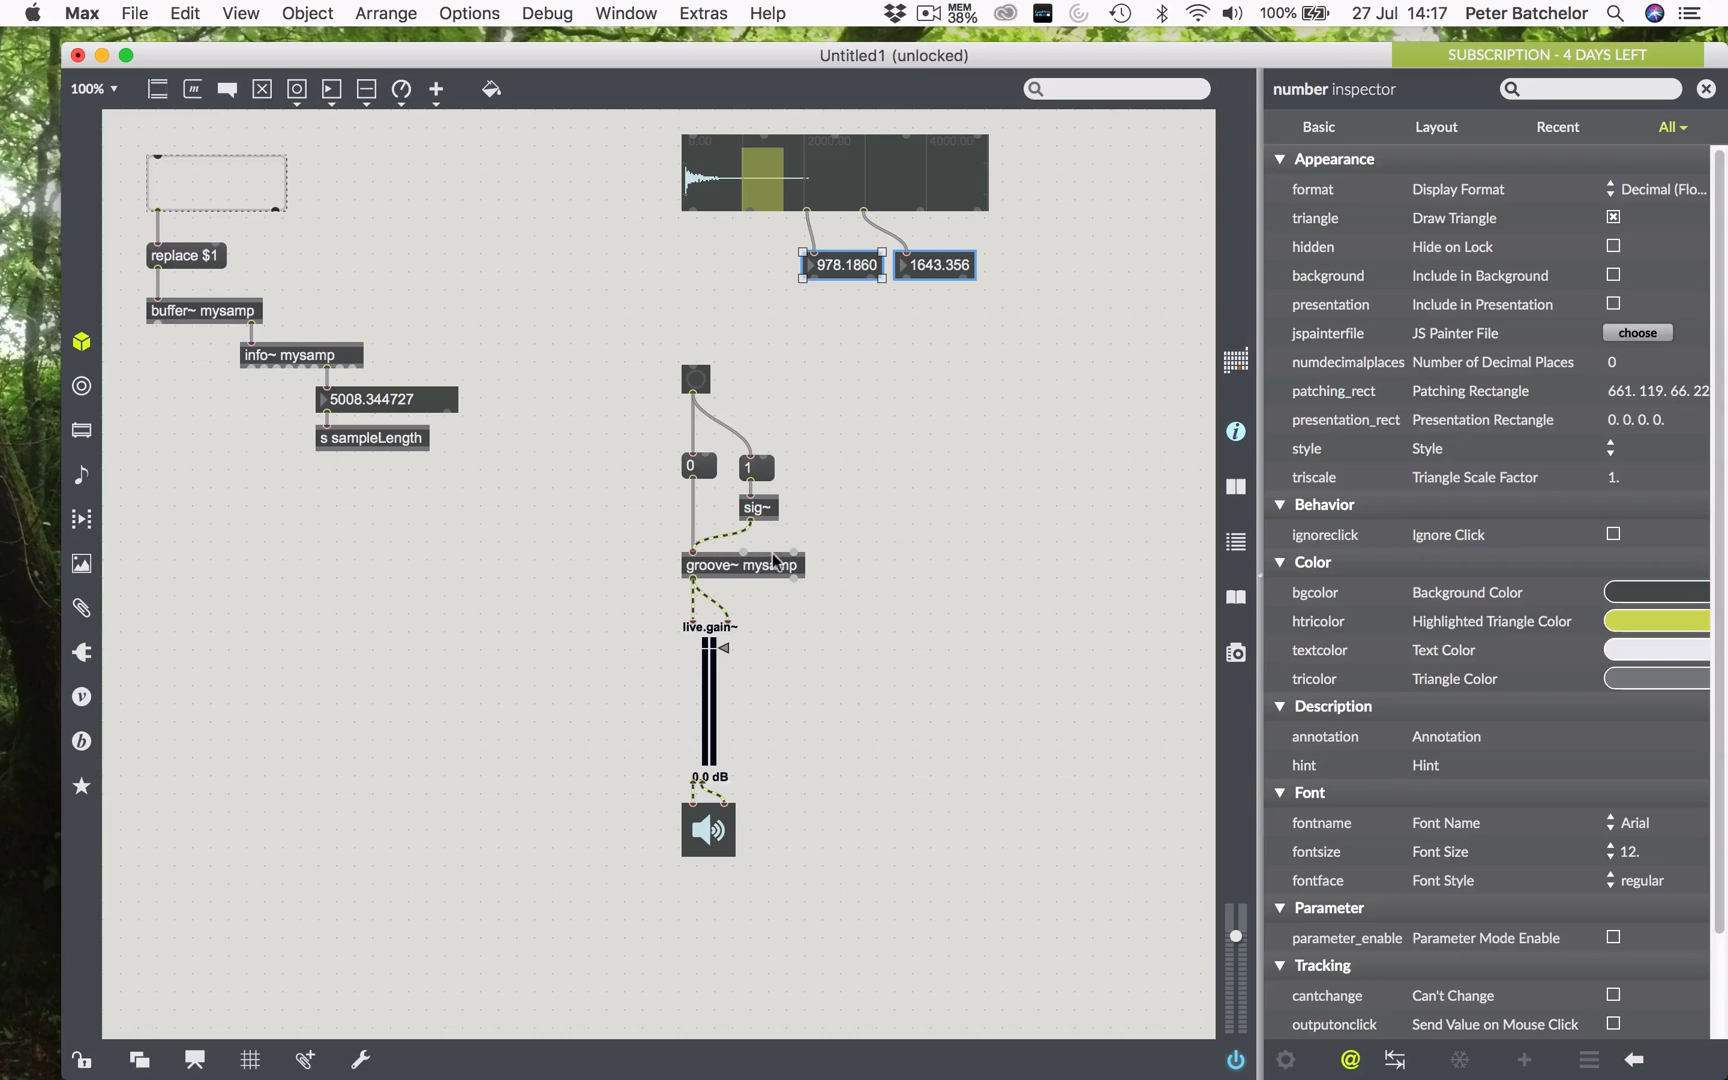 Max File Edit View Object Arrange Options Debug Window Extras Help
MEM
38%
100%
27 Jul 14:17 Peter Batchelor
Untitled1 (unlocked)
SUBSCRIPTION - 4 DAYS LEFT
100%
number inspector
Basic Layout Recent All
0.00 2000.00 4000.00
replace $1
buffer~ mysamp
info~ mysamp
5008.344727
s sampleLength
978.1860
1643.356
0
1
sig~
groove~ mysamp
live.gain~
0.0 dB
Appearance
format Display Format Decimal (Flo...
triangle Draw Triangle
hidden Hide on Lock
background Include in Background
presentation Include in Presentation
jspainterfile JS Painter File choose
numdecimalplaces Number of Decimal Places 0
patching_rect Patching Rectangle 661. 119. 66. 22
presentation_rect Presentation Rectangle 0. 0. 0. 0.
style Style
triscale Triangle Scale Factor 1.
Behavior
ignoreclick Ignore Click
Color
bgcolor Background Color
htricolor Highlighted Triangle Color
textcolor Text Color
tricolor Triangle Color
Description
annotation Annotation
hint Hint
Font
fontname Font Name Arial
fontsize Font Size 12.
fontface Font Style regular
Parameter
parameter_enable Parameter Mode Enable
Tracking
cantchange Can't Change
outputonclick Send Value on Mouse Click